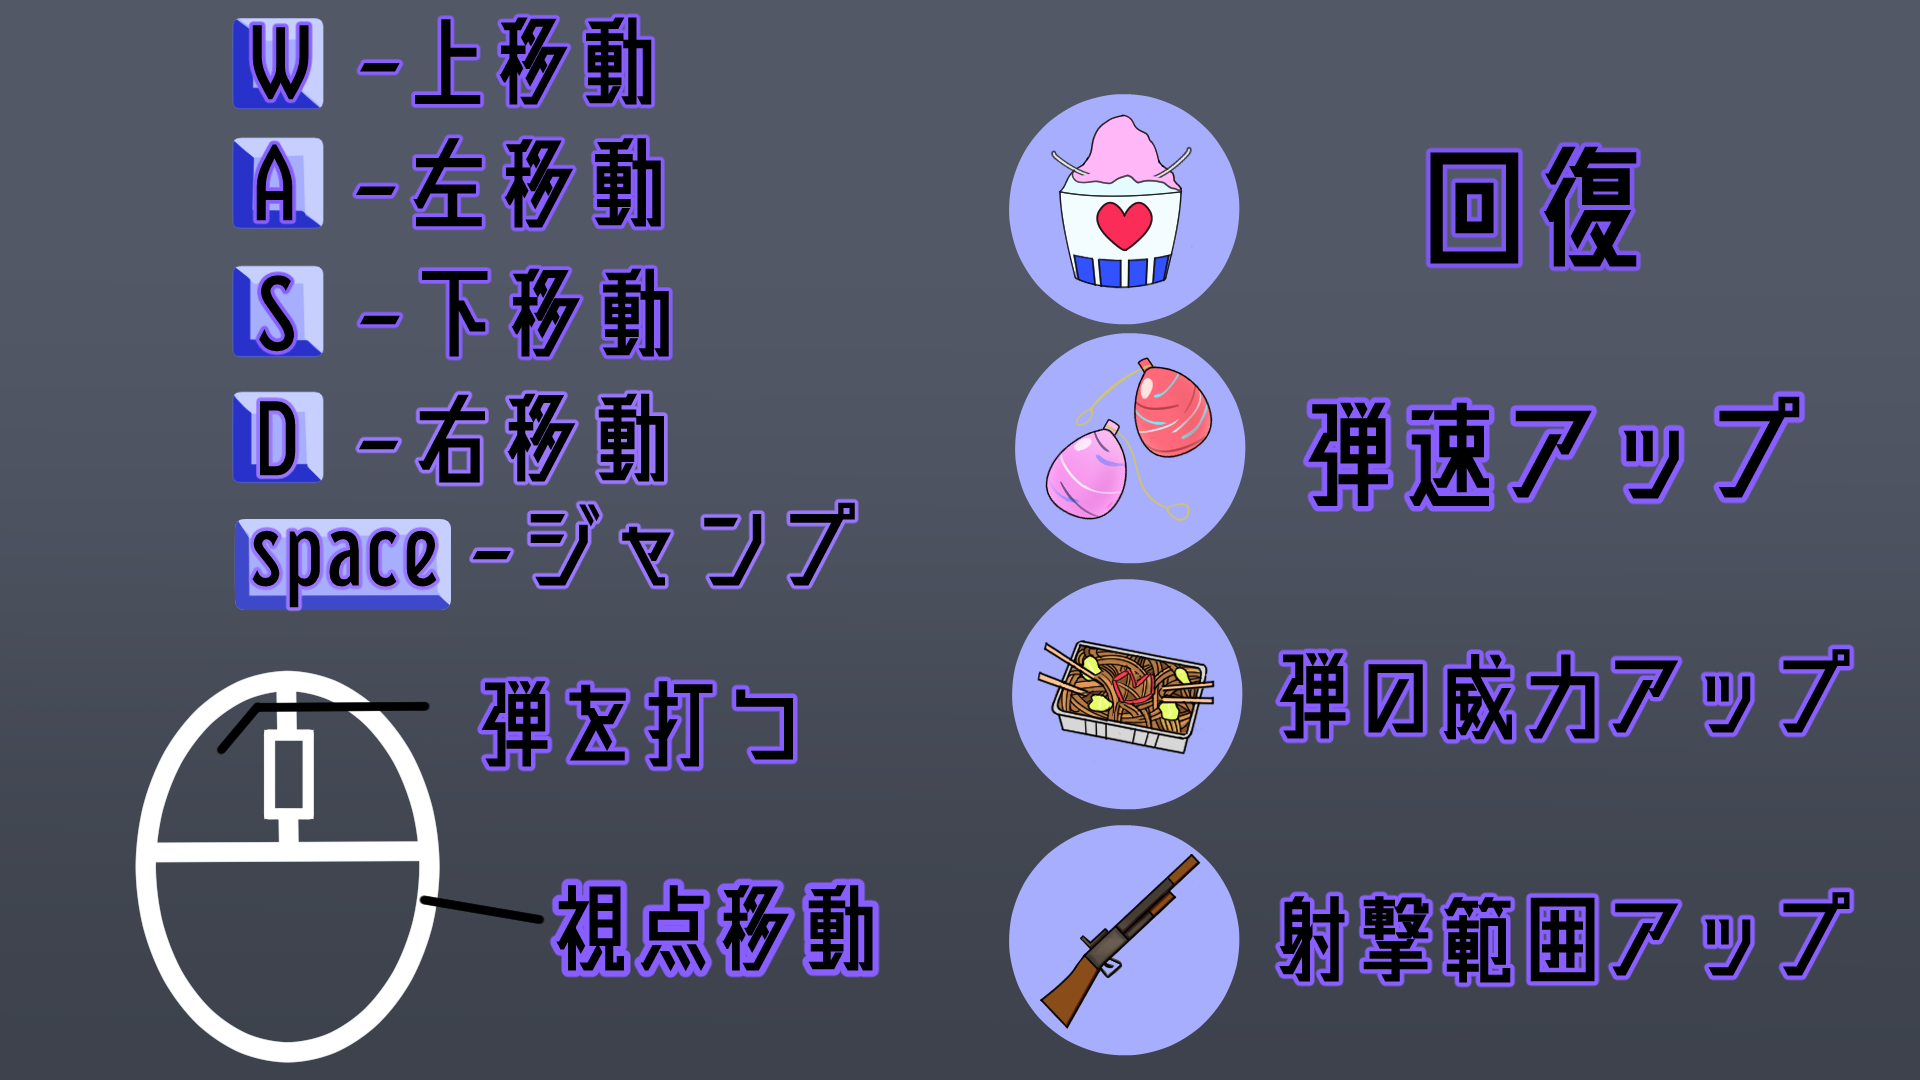 W -上移動
A -左移動
S -下移動
D -右移動
space -ジャンプ
弾を打つ
視点移動
回復
弾速アップ
弾の威力アップ
射撃範囲アップ